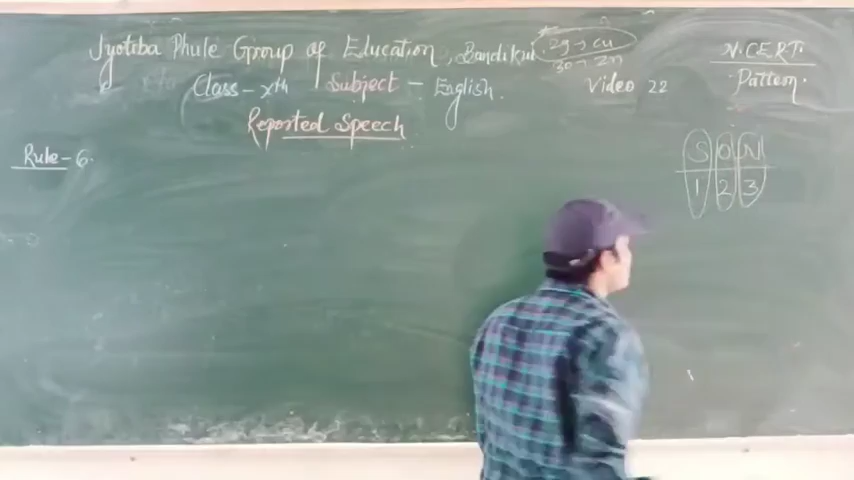 Jyotiba Phule Group of Education, Bandikui
N.C.E.R.T.
Class - xth Subject - English.
Video 22
Pattern.
Reported Speech
Rule - 6.
S O N
1 2 3